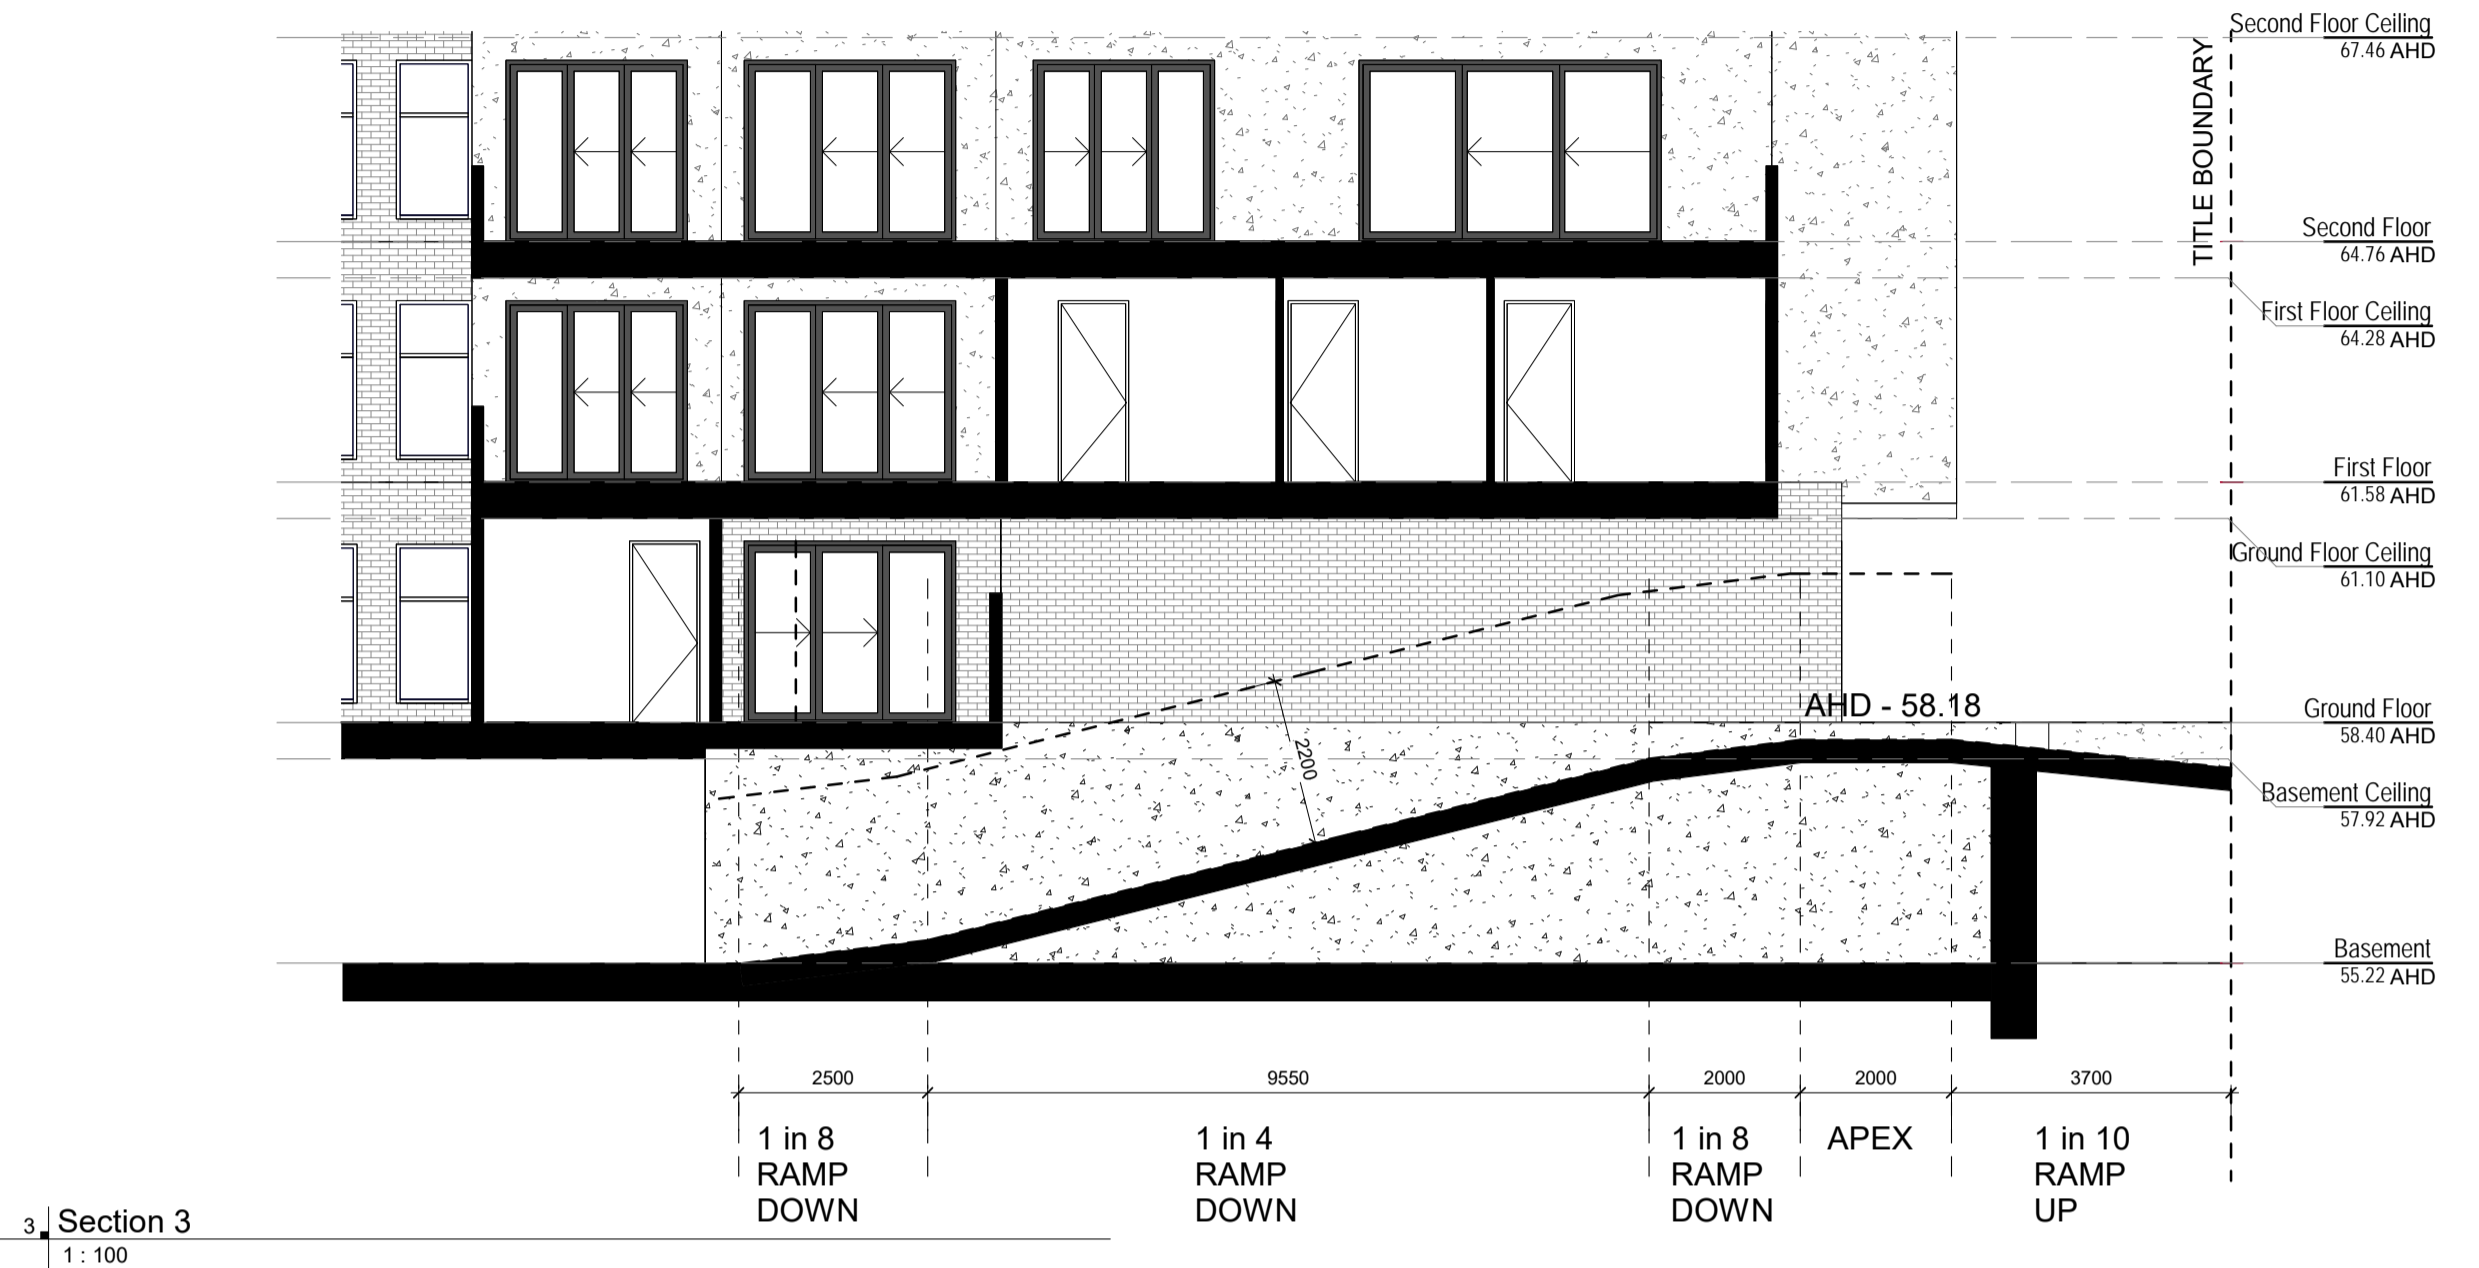 Second Floor Ceiling
67.46 AHD
TITLE BOUNDARY
Second Floor
64.76 AHD
First Floor Ceiling
64.28 AHD
First Floor
61.58 AHD
Ground Floor Ceiling
61.10 AHD
AHD - 58.18
Ground Floor
58.40 AHD
2200
Basement Ceiling
57.92 AHD
Basement
55.22 AHD
2500
9550
2000
2000
3700
1 in 8
RAMP
DOWN
1 in 4
RAMP
DOWN
1 in 8
RAMP
DOWN
APEX
1 in 10
RAMP
UP
3
Section 3
1 : 100